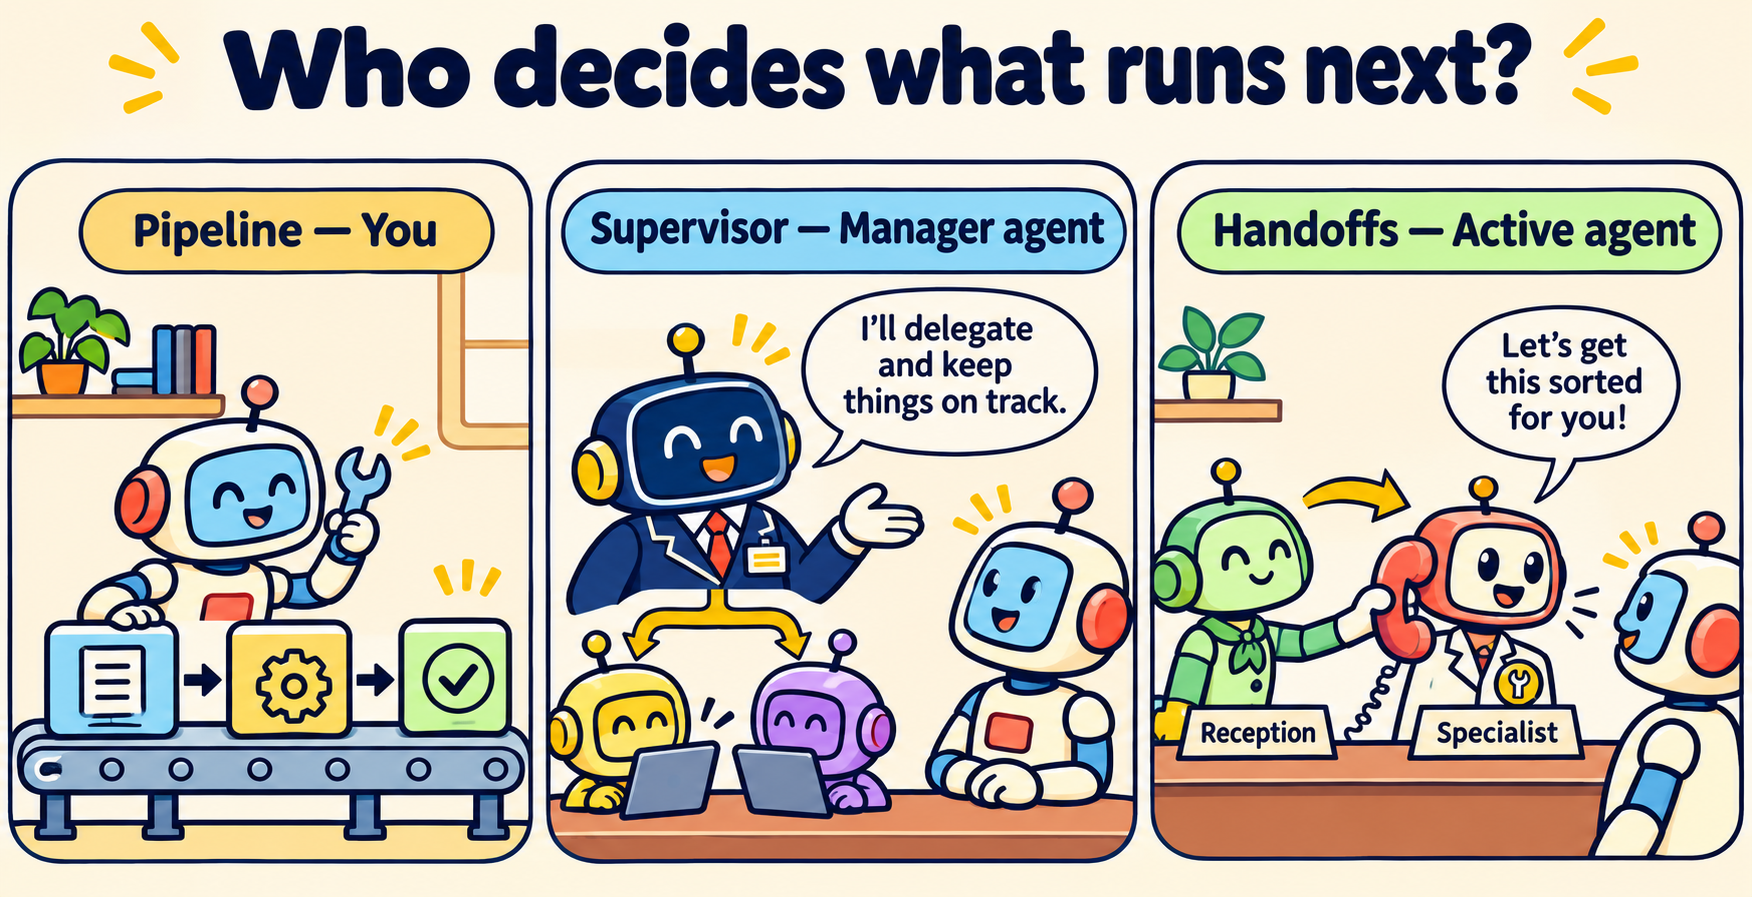 Who decides what runs next?
Pipeline — You
Supervisor — Manager agent
I'll delegate
and keep
things on track.
Handoffs — Active agent
Let's get
this sorted
for you!
Reception
Specialist